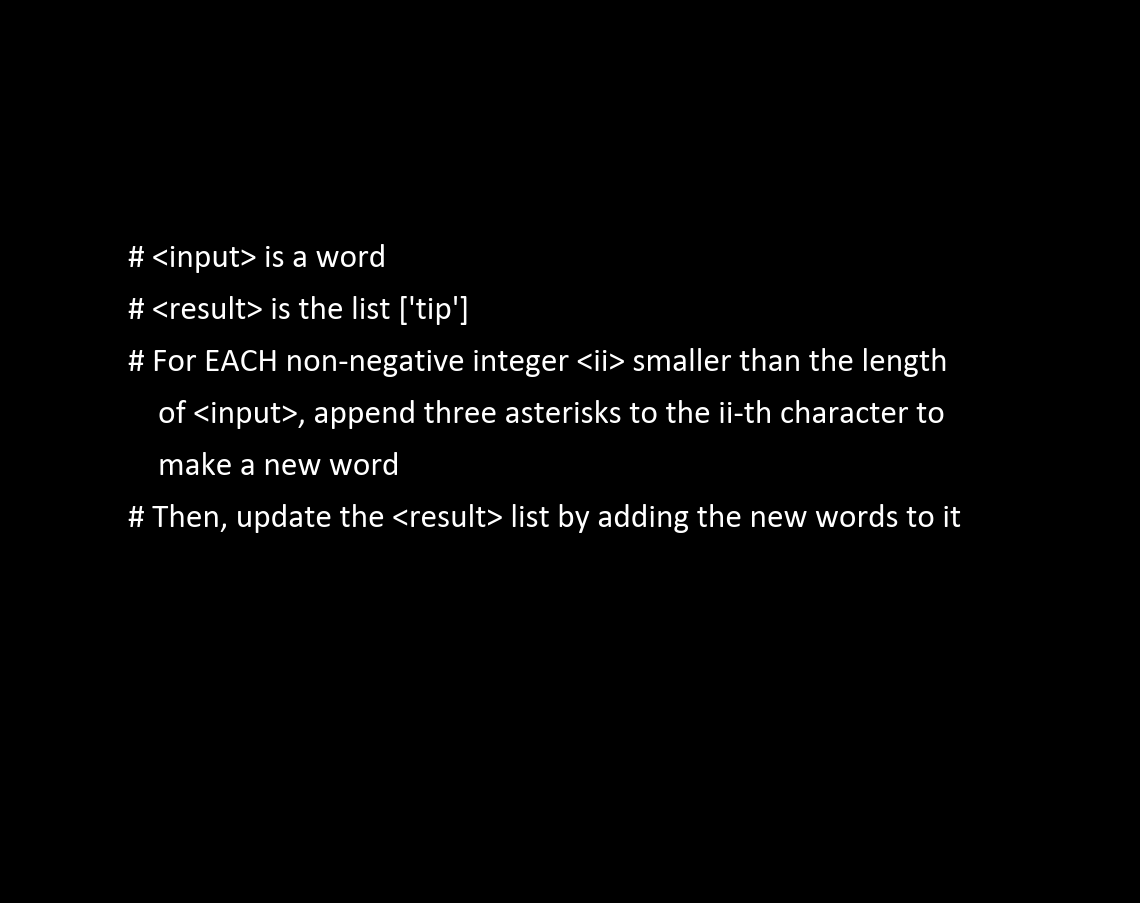 # <input> is a word
# <result> is the list ['tip']
# For EACH non-negative integer <ii> smaller than the length
of <input>, append three asterisks to the ii-th character to
make a new word
# Then, update the <result> list by adding the new words to it